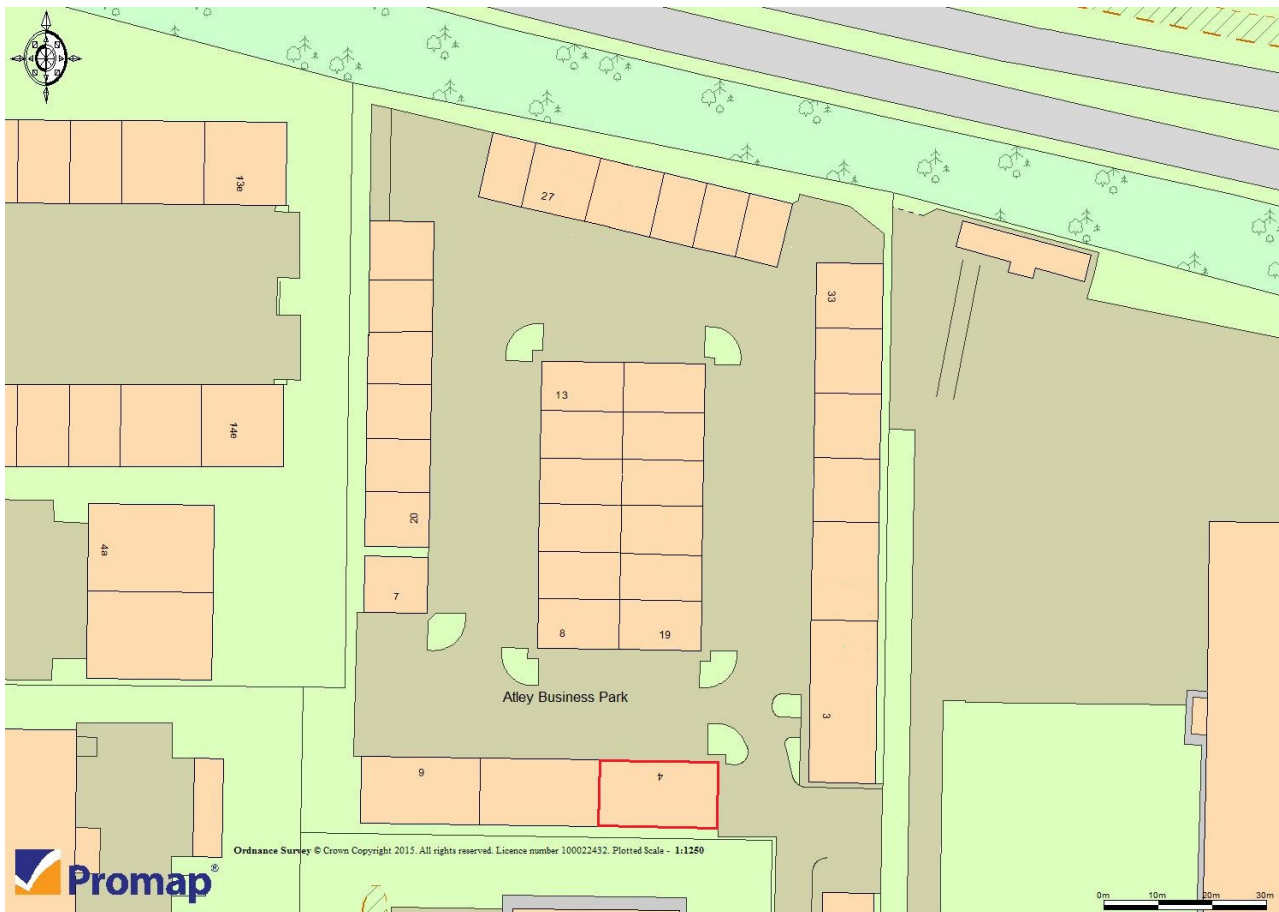 13e
27
33
13
14e
20
4a
7
8
19
Atley Business Park
3
6
4
Ordnance Survey © Crown Copyright 2015. All rights reserved. Licence number 100022432. Plotted Scale - 1:1250
Promap®
0m 10m 20m 30m